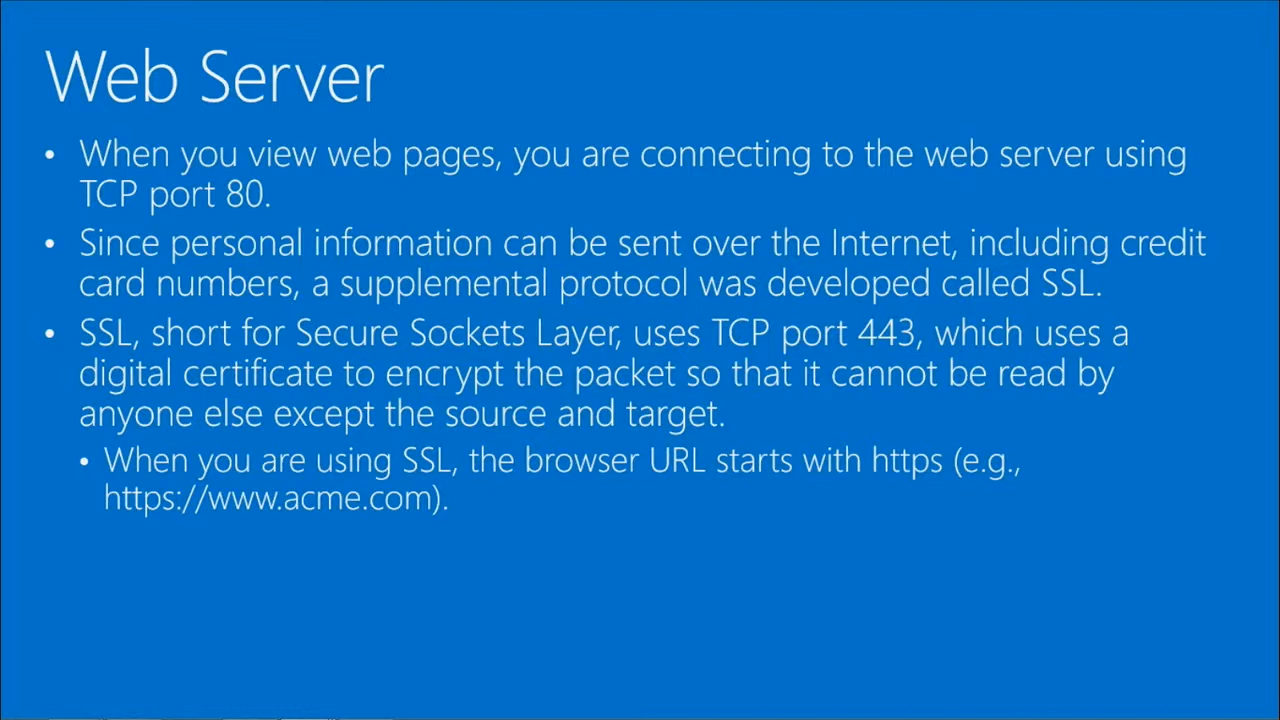 Web Server
• When you view web pages, you are connecting to the web server using
TCP port 80.
• Since personal information can be sent over the Internet, including credit
card numbers, a supplemental protocol was developed called SSL.
• SSL, short for Secure Sockets Layer, uses TCP port 443, which uses a
digital certificate to encrypt the packet so that it cannot be read by
anyone else except the source and target.
• When you are using SSL, the browser URL starts with https (e.g.,
https://www.acme.com).